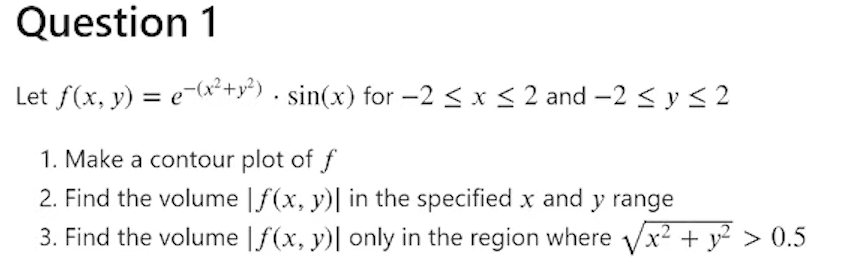 Question 1
Let f(x, y) = e^{-(x^2+y^2)} · sin(x) for −2 ≤ x ≤ 2 and −2 ≤ y ≤ 2
1. Make a contour plot of f
2. Find the volume |f(x, y)| in the specified x and y range
3. Find the volume |f(x, y)| only in the region where √(x^2 + y^2) > 0.5